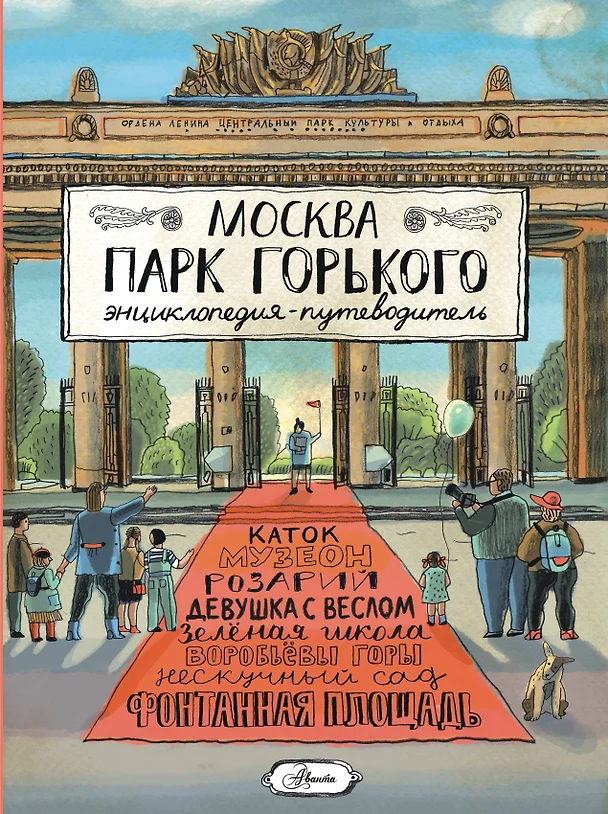 ОРДЕНА ЛЕНИНА ЦЕНТРАЛЬНЫЙ ПАРК КУЛЬТУРЫ и ОТДЫХА
МОСКВА
ПАРК ГОРЬКОГО
энциклопедия-путеводитель
КАТОК
МУЗЕОН
РОЗАРИЙ
ДЕВУШКА С ВЕСЛОМ
Зелёная школа
ВОРОБЬЁВЫ ГОРЫ
Нескучный сад
ФОНТАННАЯ ПЛОЩАДЬ
Аванта